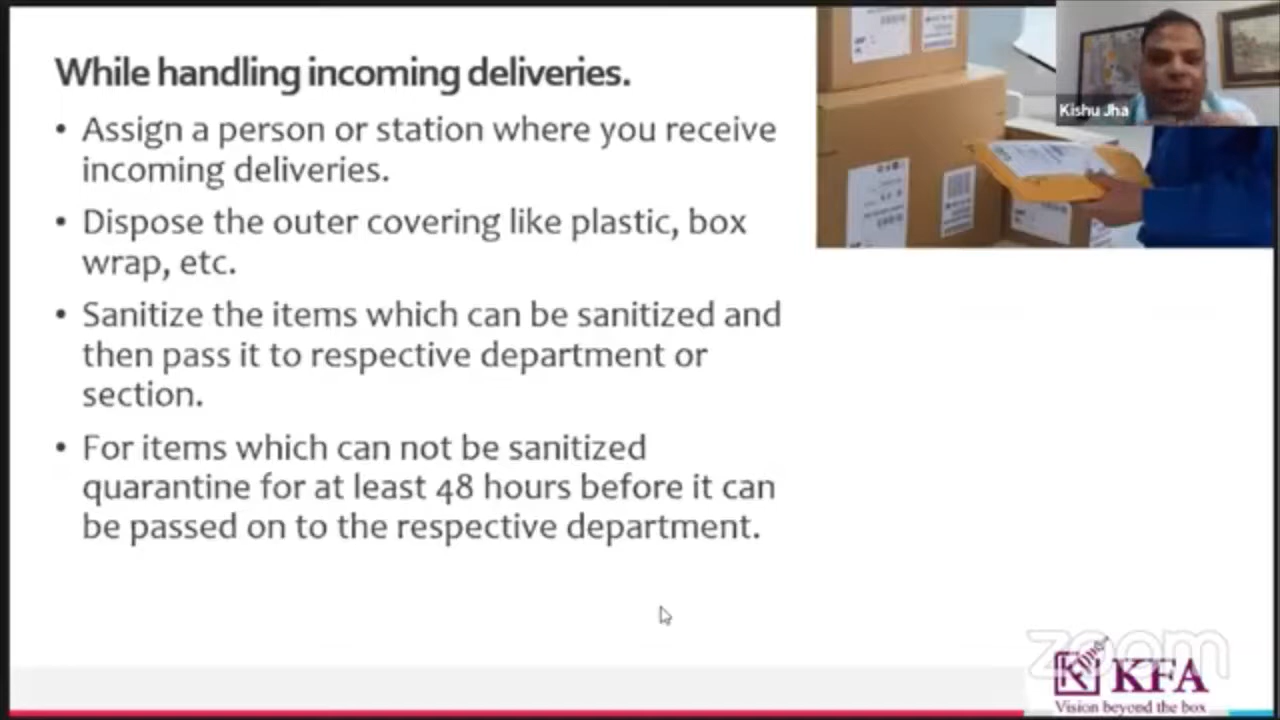 While handling incoming deliveries.
• Assign a person or station where you receive
incoming deliveries.
• Dispose the outer covering like plastic, box
wrap, etc.
• Sanitize the items which can be sanitized and
then pass it to respective department or
section.
• For items which can not be sanitized
quarantine for at least 48 hours before it can
be passed on to the respective department.
Kishu Jha
zoom
KFA
Vision beyond the box